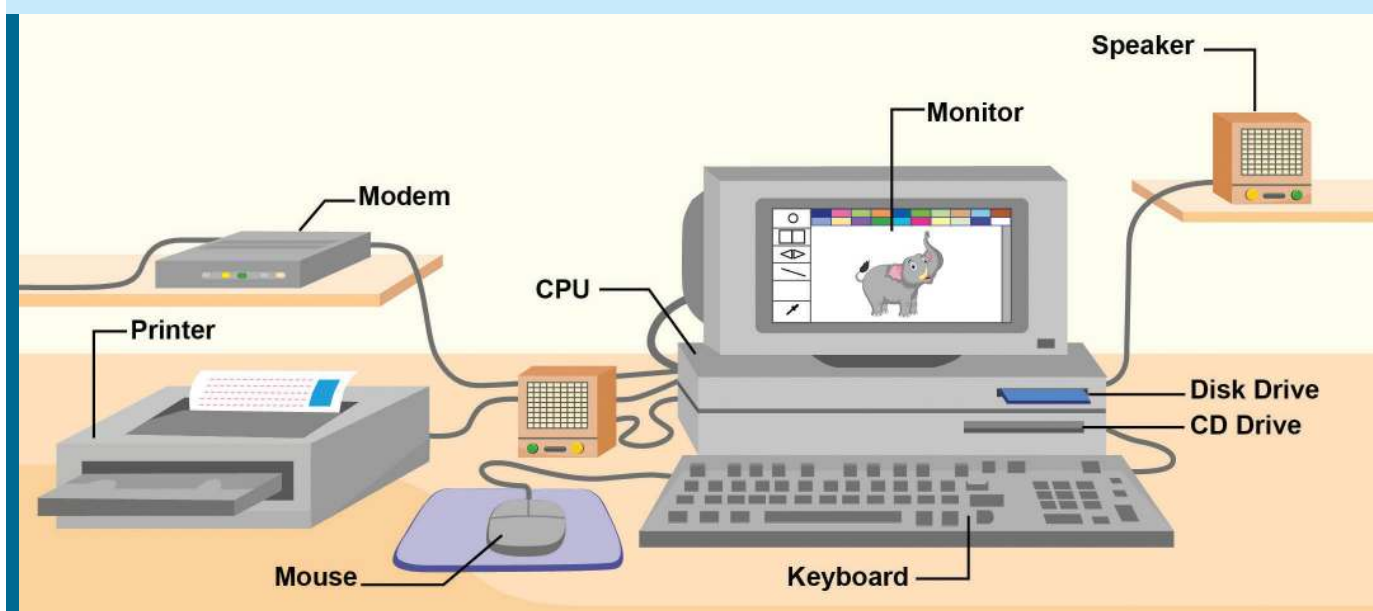 Speaker
Monitor
Modem
CPU
Printer
Disk Drive
CD Drive
Mouse
Keyboard